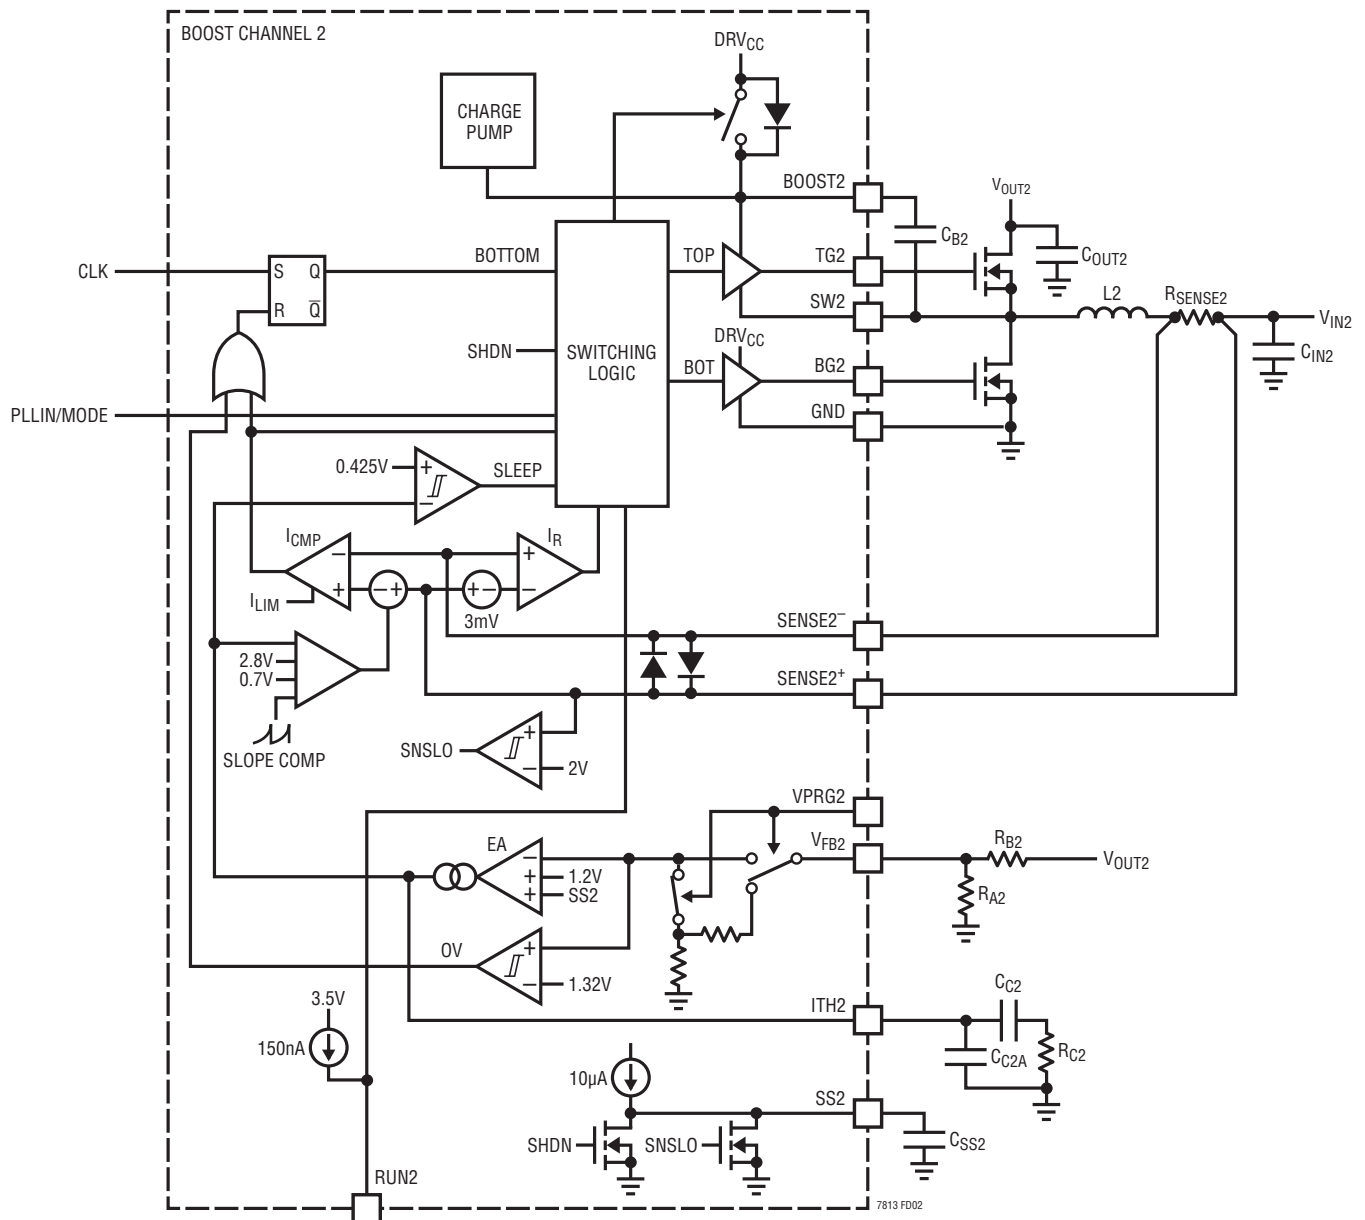 BOOST CHANNEL 2
DRVCC
CHARGE
PUMP
BOOST2
VOUT2
CB2
CLK
S Q
BOTTOM
TOP
TG2
COUT2
R Q̅
SW2
L2
RSENSE2
VIN2
SHDN
SWITCHING
LOGIC
DRVCC
BOT
BG2
CIN2
PLLIN/MODE
GND
0.425V
+
−
SLEEP
ICMP
−
+
ILIM
− +
+ −
3mV
IR
+
−
SENSE2−
2.8V
0.7V
SENSE2+
SLOPE COMP
SNSLO
+
−
2V
VPRG2
EA
−
+
+
1.2V
SS2
VFB2
RB2
VOUT2
RA2
OV
+
−
1.32V
3.5V
150nA
ITH2
CC2
CC2A
RC2
10µA
SS2
SHDN
SNSLO
CSS2
RUN2
7813 FD02